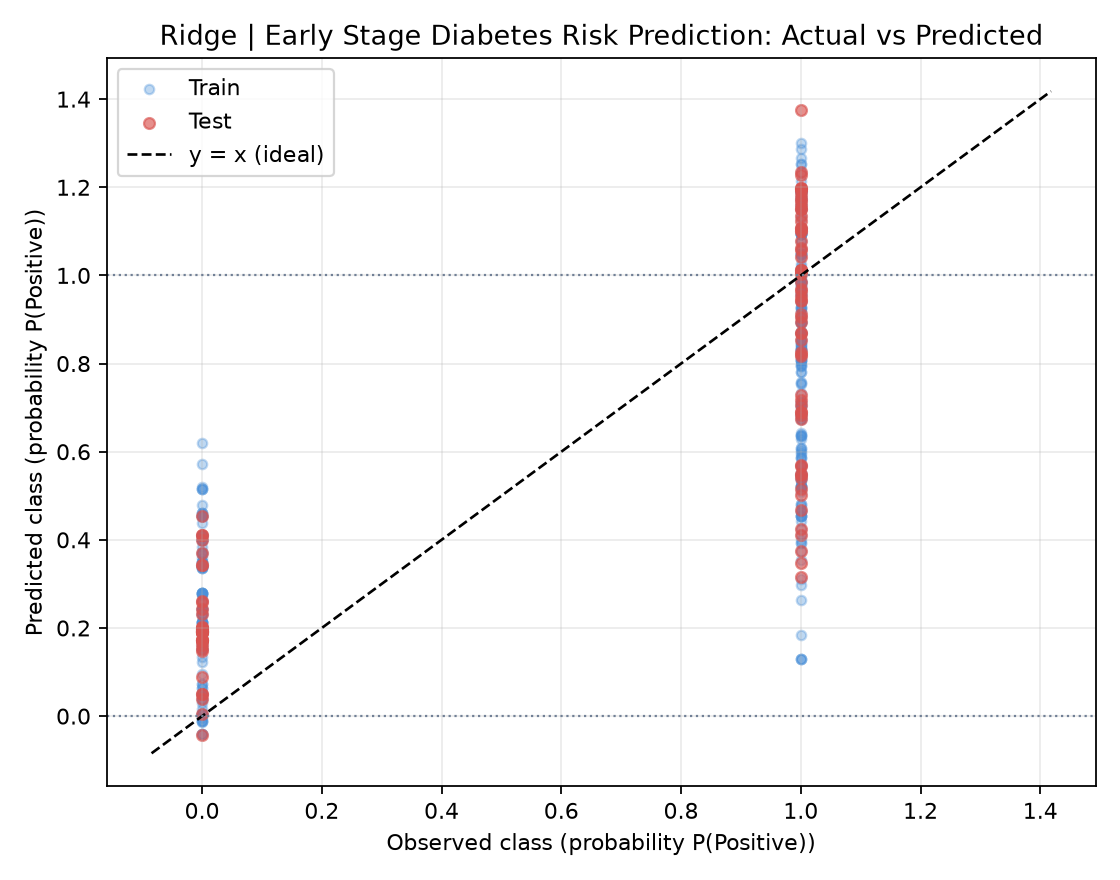 Ridge | Early Stage Diabetes Risk Prediction: Actual vs Predicted
Train
Test
y = x (ideal)
Predicted class (probability P(Positive))
1.4
1.2
1.0
0.8
0.6
0.4
0.2
0.0
0.0 0.2 0.4 0.6 0.8 1.0 1.2 1.4
Observed class (probability P(Positive))